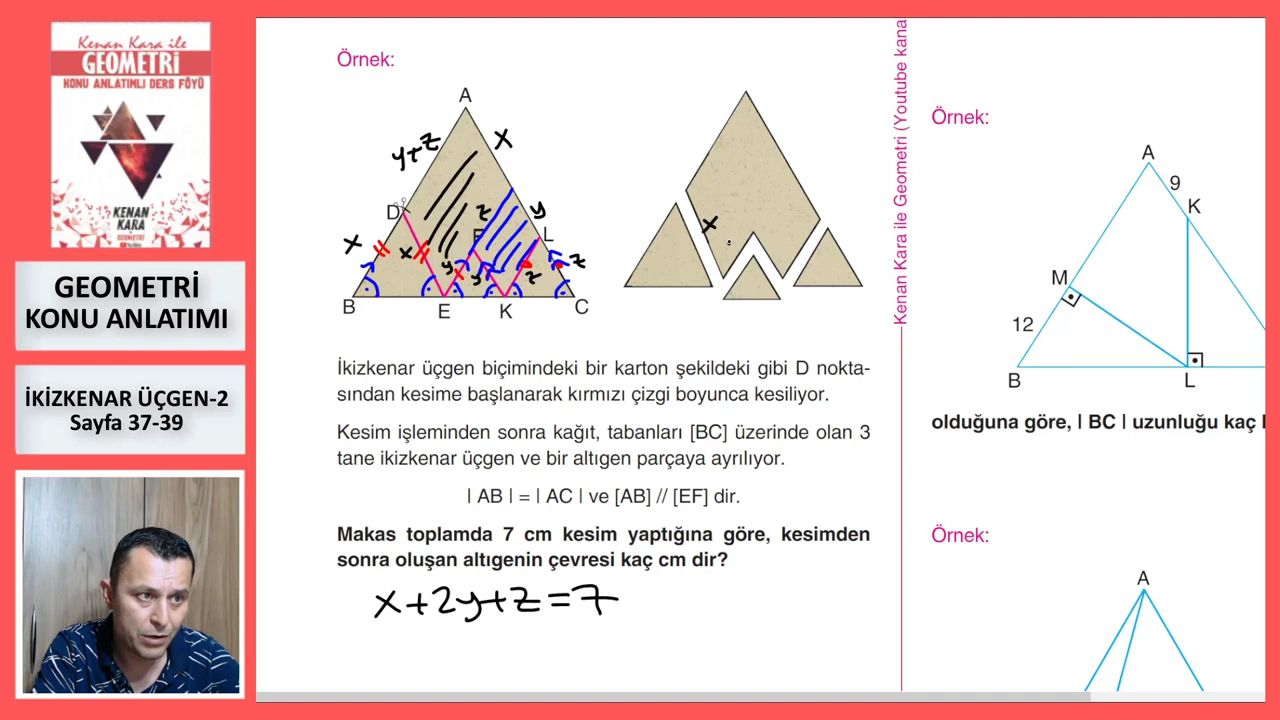 Kenan Kara ile
GEOMETRİ
KONU ANLATIMLI DERS FÖYÜ
KENAN
KARA
GEOMETRİ KONU ANLATIMI
İKİZKENAR ÜÇGEN-2
Sayfa 37-39
Örnek:
A
y+z
x
D
z
F
y
L
x
x
y
y
z
z
B
E
K
C
x
İkizkenar üçgen biçimindeki bir karton şekildeki gibi D nokta-
sından kesime başlanarak kırmızı çizgi boyunca kesiliyor.
Kesim işleminden sonra kağıt, tabanları [BC] üzerinde olan 3
tane ikizkenar üçgen ve bir altıgen parçaya ayrılıyor.
| AB | = | AC | ve [AB] // [EF] dir.
Makas toplamda 7 cm kesim yaptığına göre, kesimden
sonra oluşan altıgenin çevresi kaç cm dir?
x+2y+z=7
Kenan Kara ile Geometri (Youtube kana
Örnek:
A
9
K
M
12
B
L
olduğuna göre, | BC | uzunluğu kaç
Örnek:
A